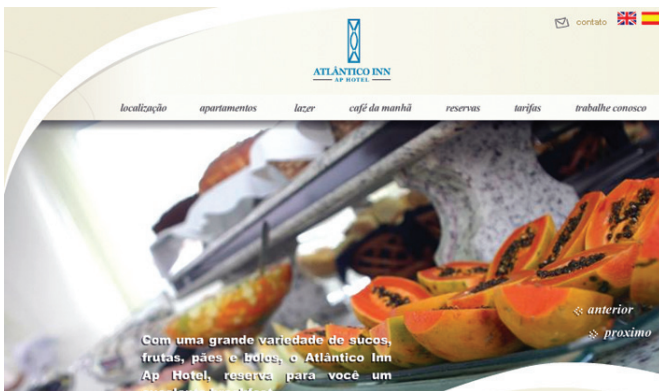 contato
ATLÂNTICO INN
AP HOTEL
localização apartamentos lazer café da manhã reservas tarifas trabalhe conosco
anterior
proximo
Com uma grande variedade de sucos,
frutas, pães e bolos, o Atlântico Inn
Ap Hotel, reserva para você um